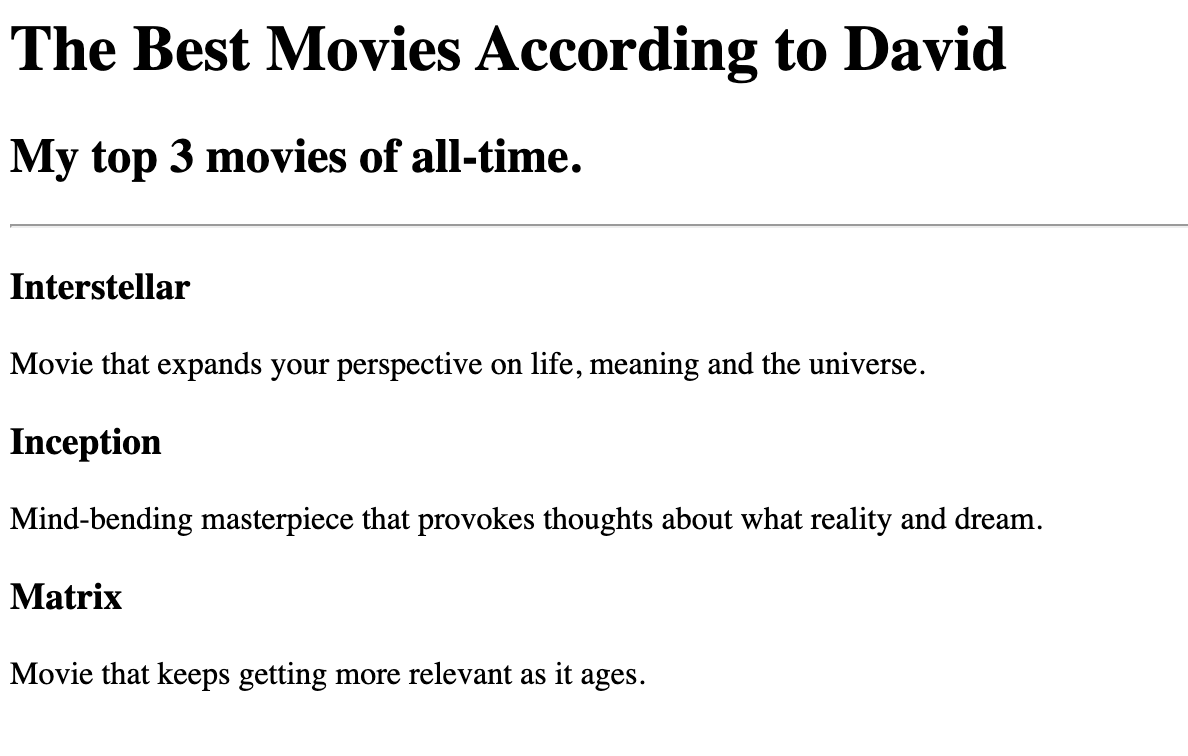 The Best Movies According to David
My top 3 movies of all-time.
Interstellar
Movie that expands your perspective on life, meaning and the universe.
Inception
Mind-bending masterpiece that provokes thoughts about what reality and dream.
Matrix
Movie that keeps getting more relevant as it ages.